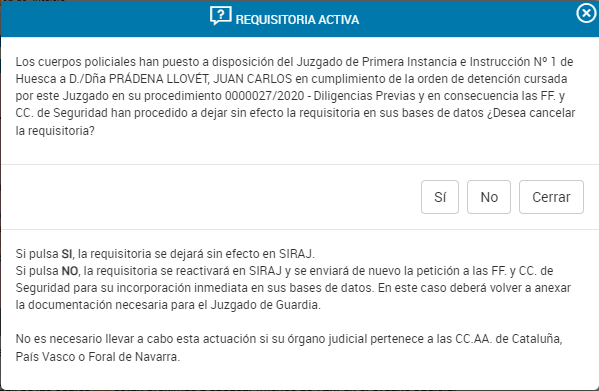 REQUISITORIA ACTIVA
Los cuerpos policiales han puesto a disposición del Juzgado de Primera Instancia e Instrucción Nº 1 de
Huesca a D./Dña PRÁDENA LLOVÉT, JUAN CARLOS en cumplimiento de la orden de detención cursada
por este Juzgado en su procedimiento 0000027/2020 - Diligencias Previas y en consecuencia las FF. y
CC. de Seguridad han procedido a dejar sin efecto la requisitoria en sus bases de datos ¿Desea cancelar
la requisitoria?
Sí No Cerrar
Si pulsa SI, la requisitoria se dejará sin efecto en SIRAJ.
Si pulsa NO, la requisitoria se reactivará en SIRAJ y se enviará de nuevo la petición a las FF. y CC. de
Seguridad para su incorporación inmediata en sus bases de datos. En este caso deberá volver a anexar
la documentación necesaria para el Juzgado de Guardia.
No es necesario llevar a cabo esta actuación si su órgano judicial pertenece a las CC.AA. de Cataluña,
País Vasco o Foral de Navarra.